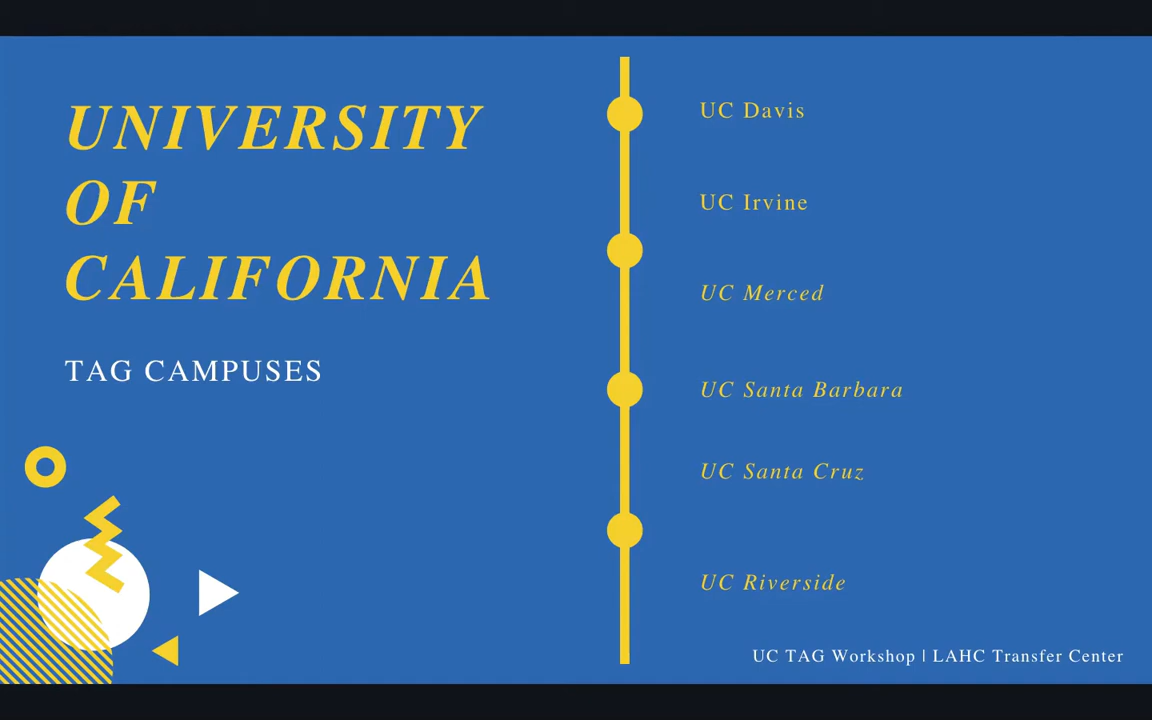 UNIVERSITY
OF
CALIFORNIA
TAG CAMPUSES
UC Davis
UC Irvine
UC Merced
UC Santa Barbara
UC Santa Cruz
UC Riverside
UC TAG Workshop | LAHC Transfer Center